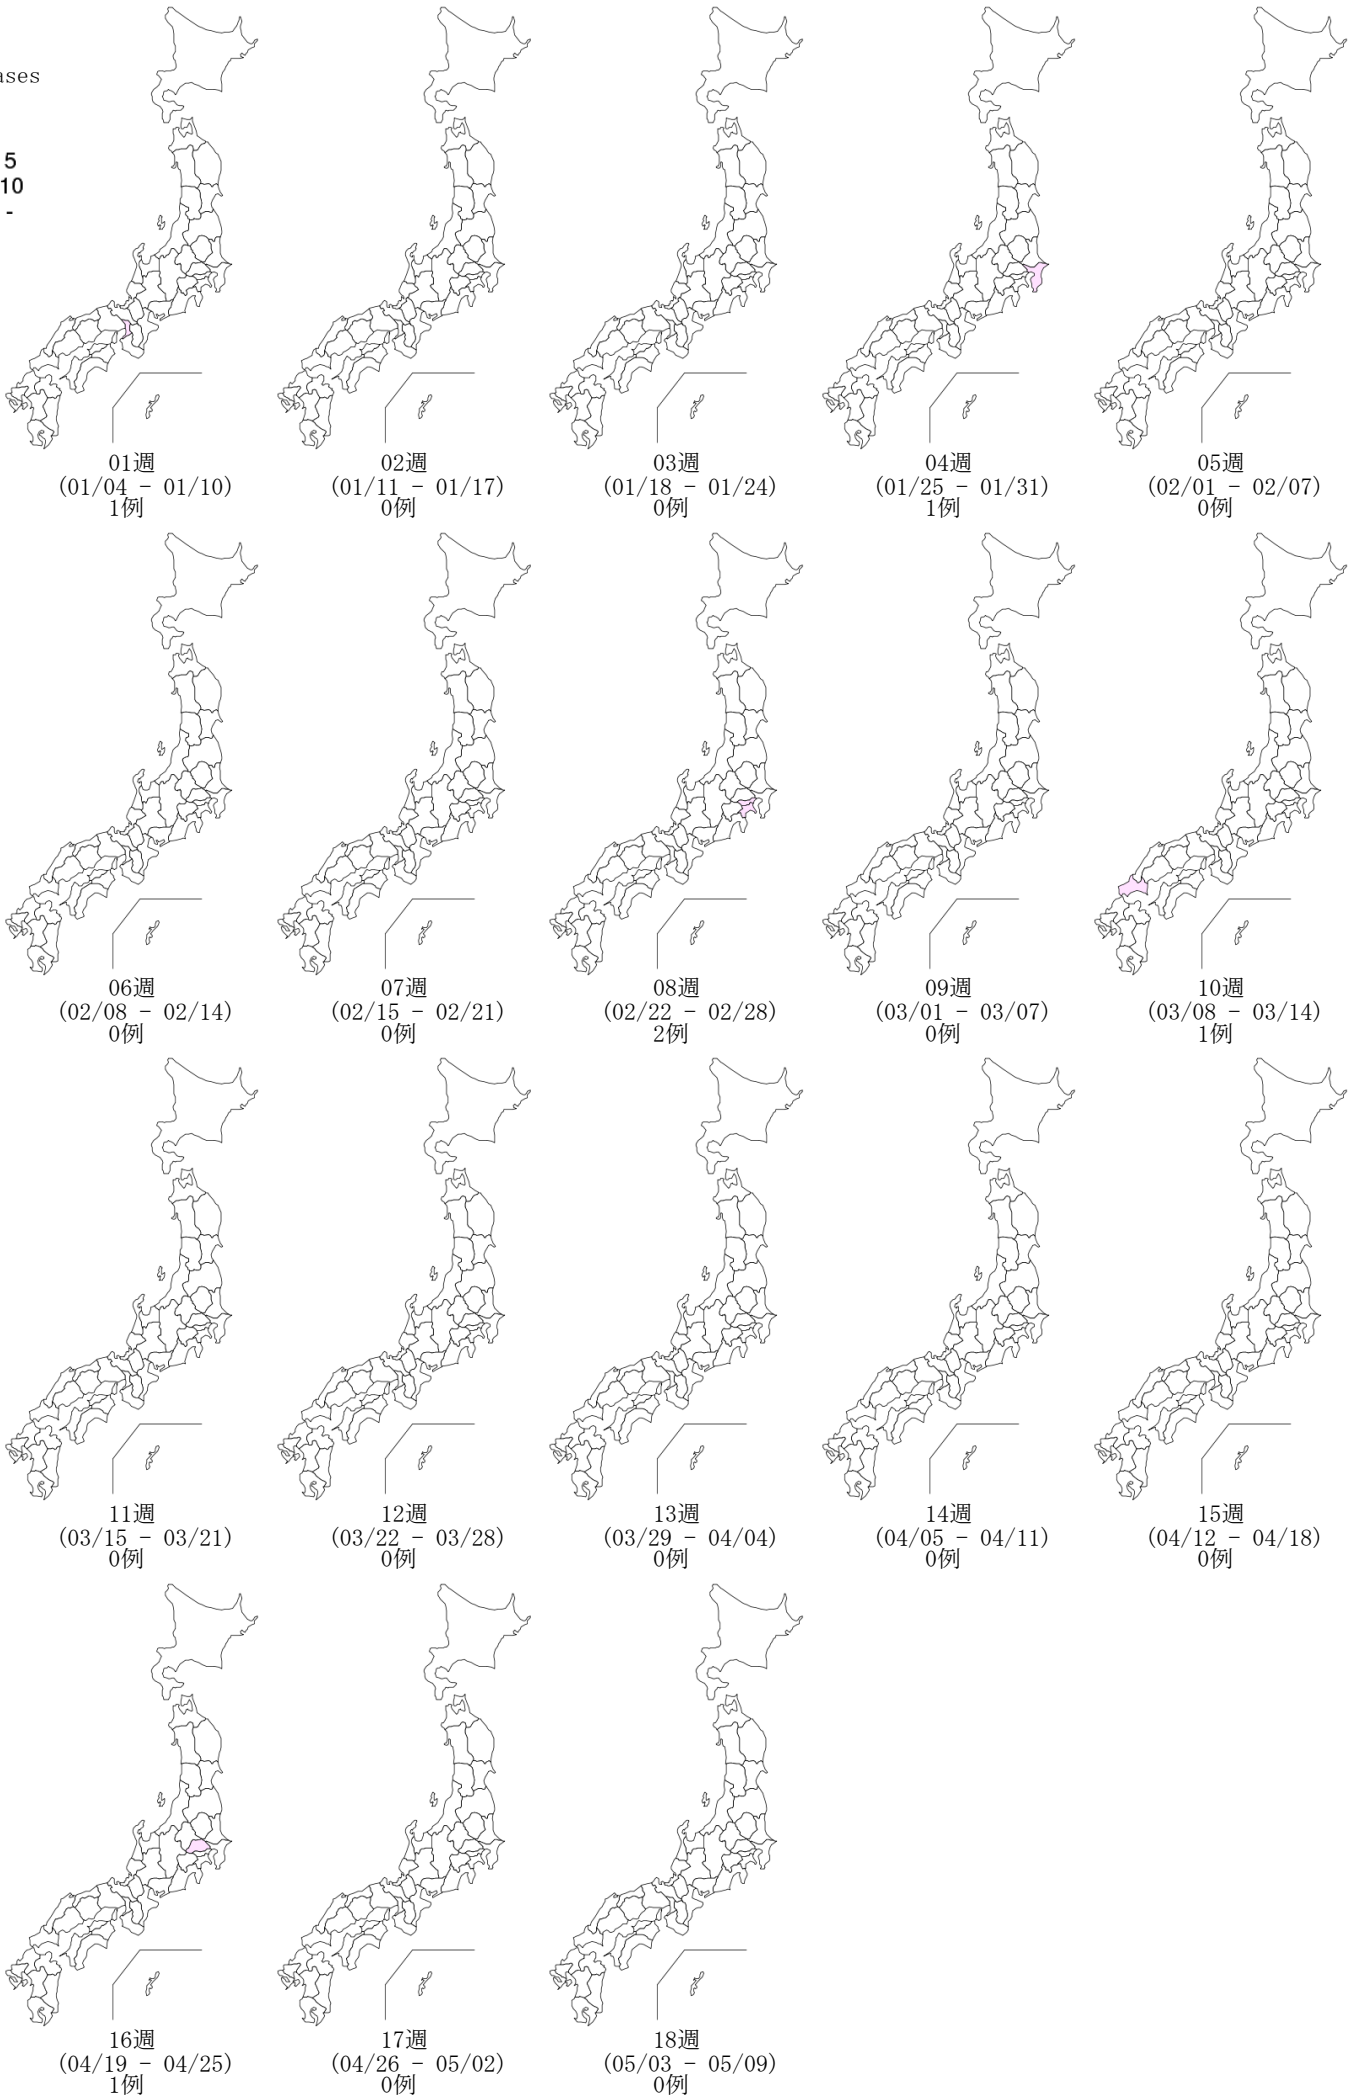 ases
5
10
-
01週
(01/04 - 01/10)
1例
02週
(01/11 - 01/17)
0例
03週
(01/18 - 01/24)
0例
04週
(01/25 - 01/31)
1例
05週
(02/01 - 02/07)
0例
06週
(02/08 - 02/14)
0例
07週
(02/15 - 02/21)
0例
08週
(02/22 - 02/28)
2例
09週
(03/01 - 03/07)
0例
10週
(03/08 - 03/14)
1例
11週
(03/15 - 03/21)
0例
12週
(03/22 - 03/28)
0例
13週
(03/29 - 04/04)
0例
14週
(04/05 - 04/11)
0例
15週
(04/12 - 04/18)
0例
16週
(04/19 - 04/25)
1例
17週
(04/26 - 05/02)
0例
18週
(05/03 - 05/09)
0例